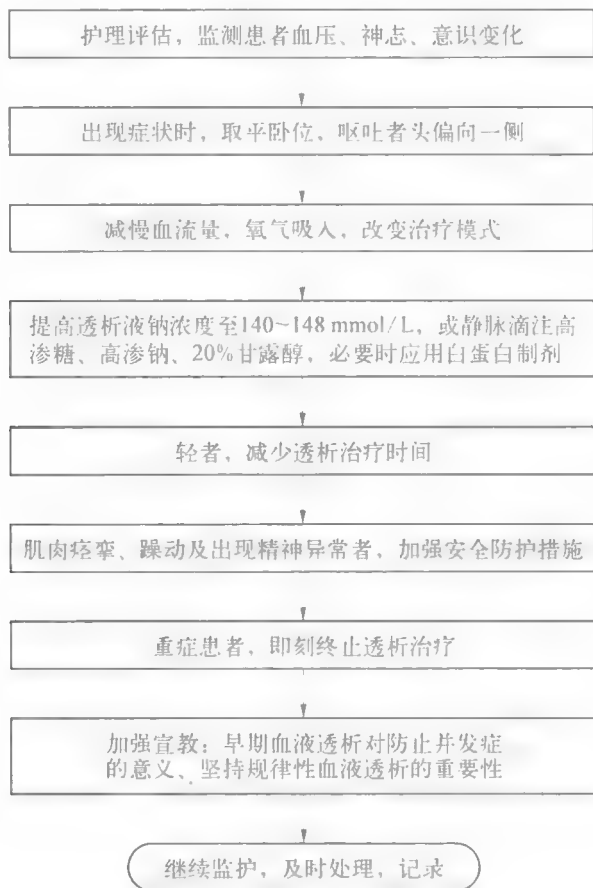 护理评估，监测患者血压、神志、意识变化
出现症状时，取平卧位，呕吐者头偏向一侧
减慢血流量，氧气吸入，改变治疗模式
提高透析液钠浓度至140~148 mmol/L，或静脉滴注高
渗糖、高渗钠、20%甘露醇，必要时应用白蛋白制剂
轻者，减少透析治疗时间
肌肉痉挛、躁动及出现精神异常者，加强安全防护措施
重症患者，即刻终止透析治疗
加强宣教：早期血液透析对防止并发症
的意义、坚持规律性血液透析的重要性
继续监护，及时处理，记录